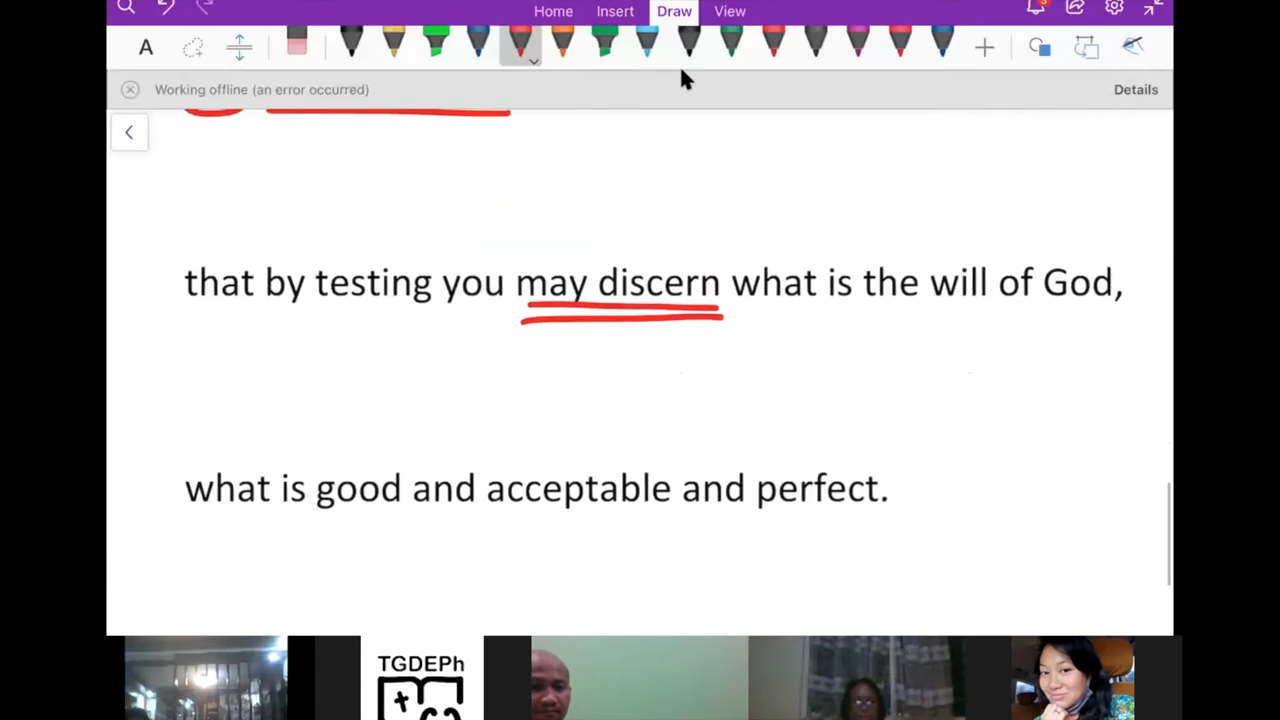 Home Insert Draw View
A
Working offline (an error occurred) Details
that by testing you may discern what is the will of God,
what is good and acceptable and perfect.
TGDEPh